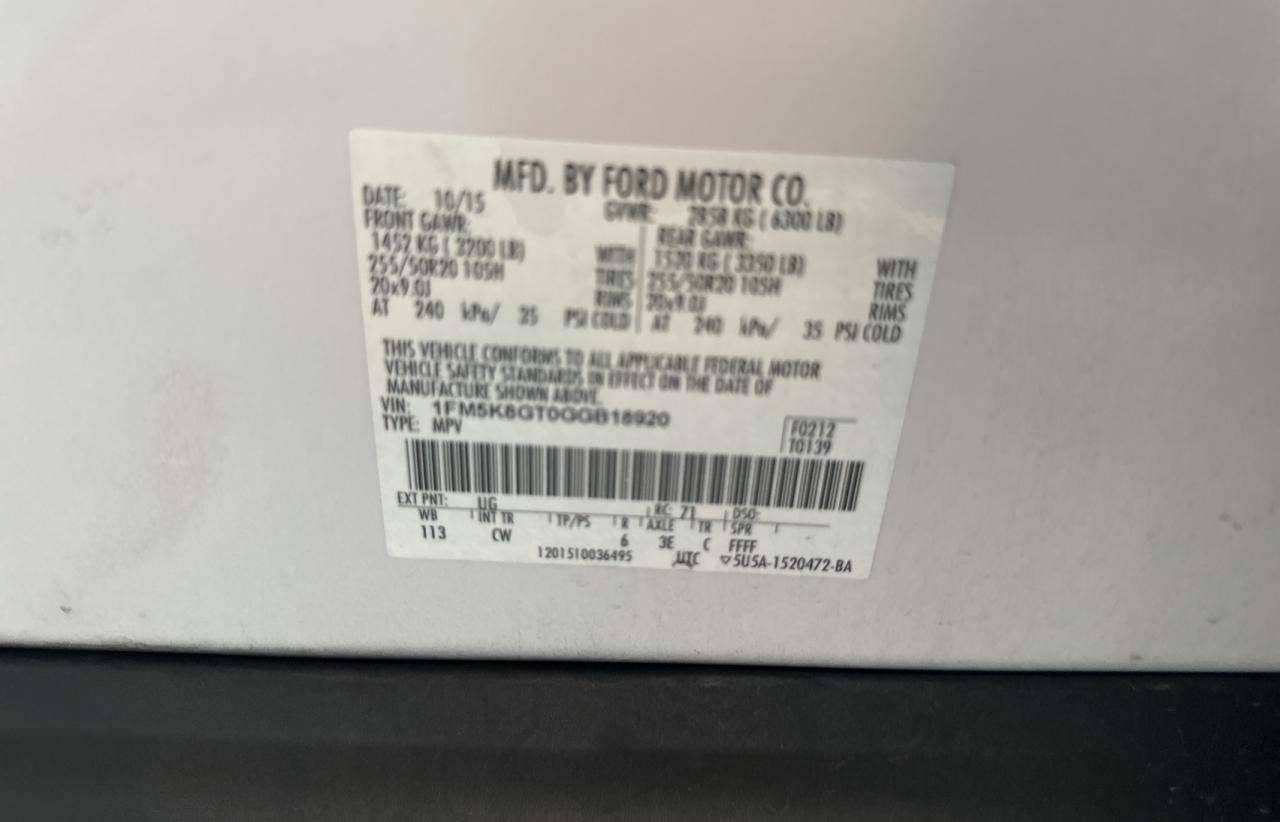 MFD. BY FORD MOTOR CO.
DATE: 10/15 GVWR: 2858 KG ( 6300 LB)
FRONT GAWR: REAR GAWR:
1452 KG ( 3200 LB) WITH 1520 KG ( 3350 LB) WITH
255/50R20 105H TIRES 255/50R20 105H TIRES
20x9.0J RIMS 20x9.0J RIMS
AT 240 kPa/ 35 PSI COLD AT 240 kPa/ 35 PSI COLD
THIS VEHICLE CONFORMS TO ALL APPLICABLE FEDERAL MOTOR
VEHICLE SAFETY STANDARDS IN EFFECT ON THE DATE OF
MANUFACTURE SHOWN ABOVE.
VIN: 1FM5K8GT0GGB18920
TYPE: MPV F0212
T0139
EXT PNT: UG RC: 71 DSO:
WB INT TR TP/PS R AXLE TR SPR
113 CW 6 3E C FFFF
1201510036495 UTC ▽5U5A-1520472-BA